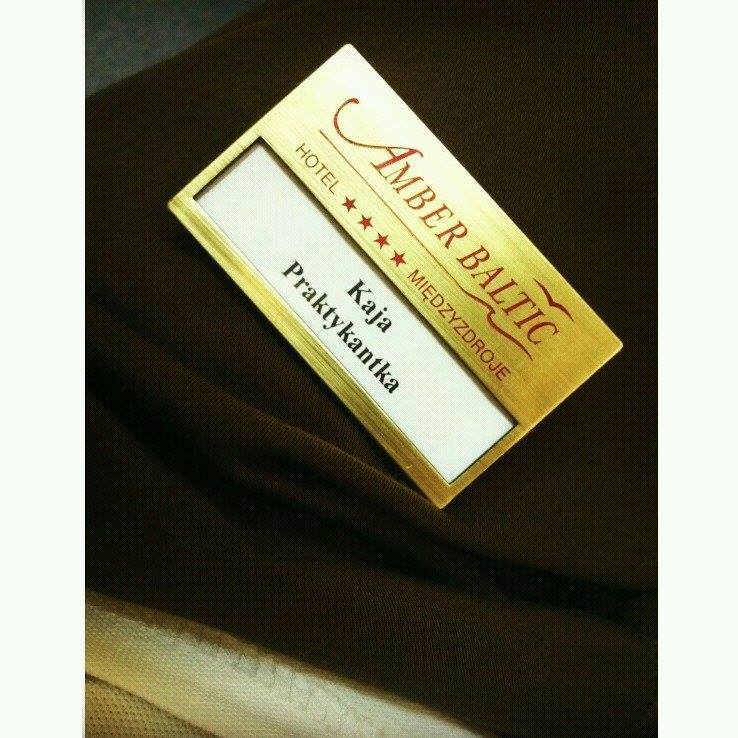 AMBER BALTIC
HOTEL ★★★★ MIĘDZYZDROJE
Kaja
Praktykantka